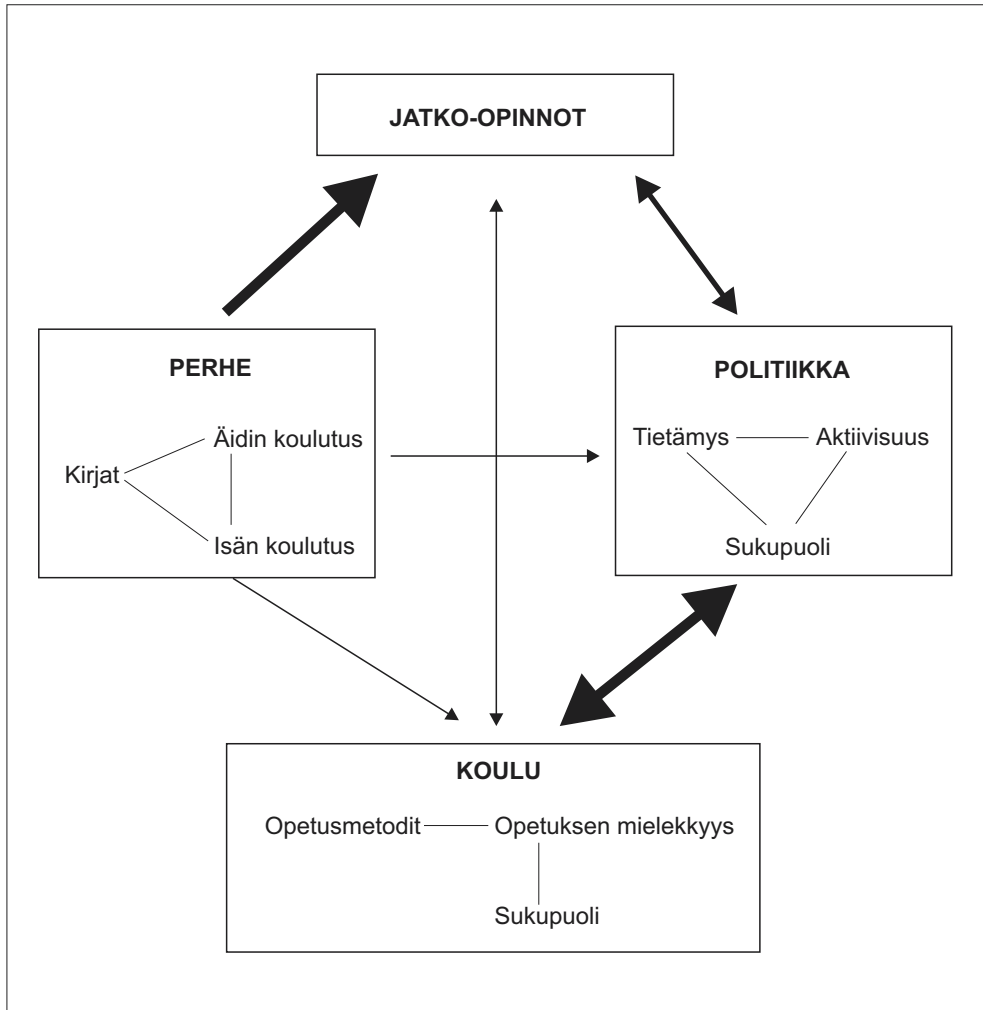 JATKO-OPINNOT
PERHE
Äidin koulutus
Kirjat
Isän koulutus
POLITIIKKA
Tietämys Aktiivisuus
Sukupuoli
KOULU
Opetusmetodit Opetuksen mielekkyys
Sukupuoli